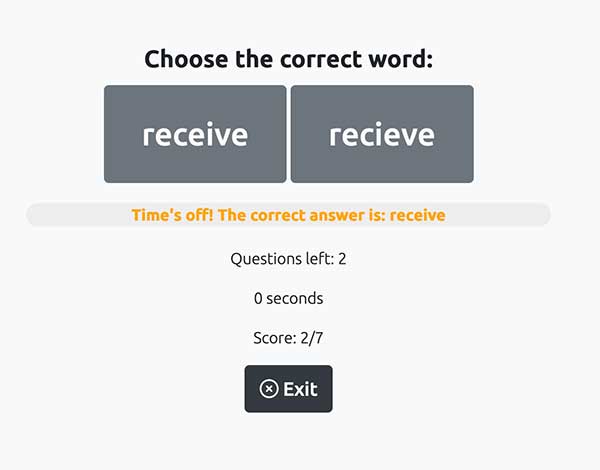 Choose the correct word:
receive recieve
Time's off! The correct answer is: receive
Questions left: 2
0 seconds
Score: 2/7
Exit